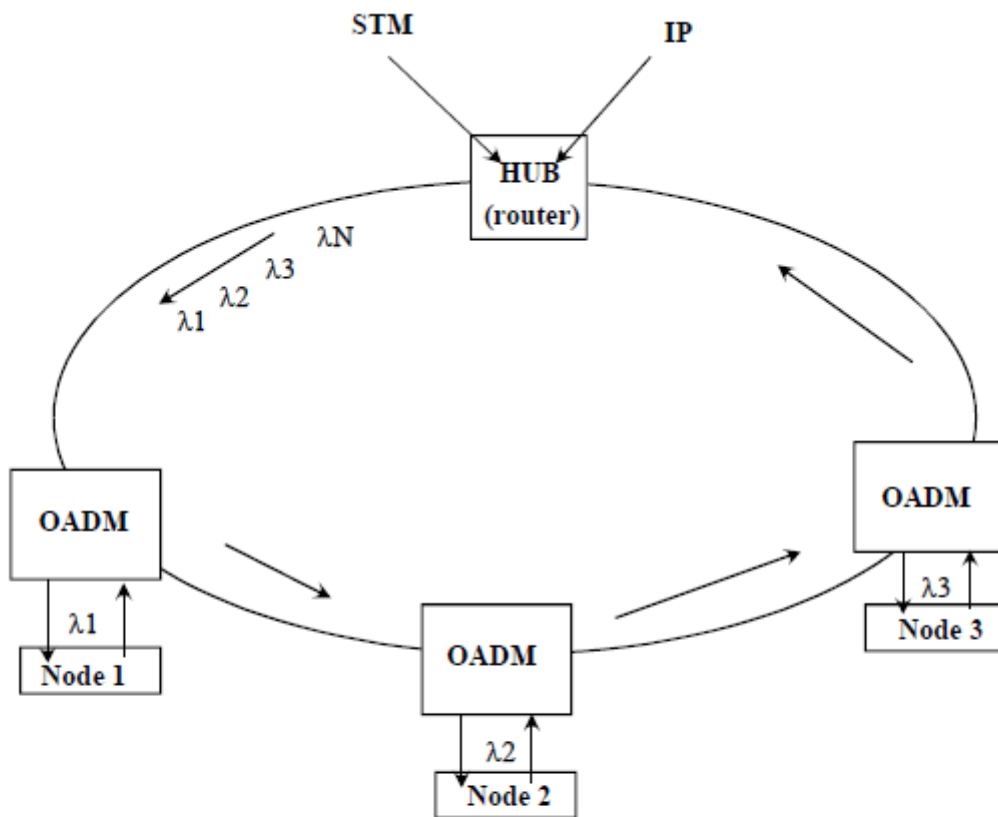 STM
IP
HUB
(router)
λN
λ3
λ2
λ1
OADM
OADM
OADM
λ1
Node 1
λ2
Node 2
λ3
Node 3